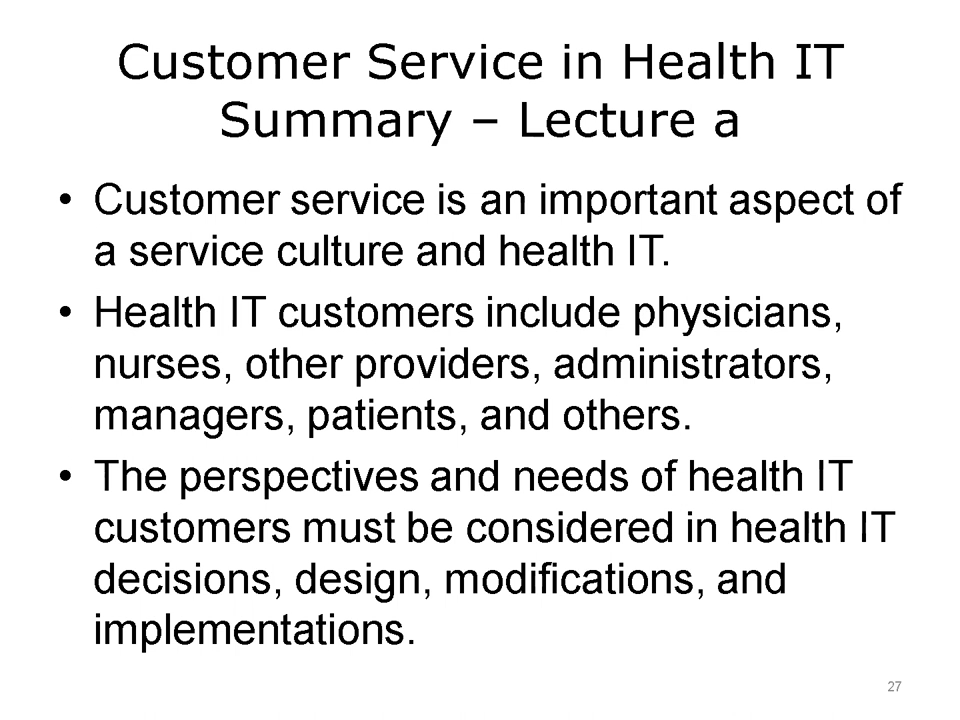 Customer Service in Health IT
Summary – Lecture a
• Customer service is an important aspect of
a service culture and health IT.
• Health IT customers include physicians,
nurses, other providers, administrators,
managers, patients, and others.
• The perspectives and needs of health IT
customers must be considered in health IT
decisions, design, modifications, and
implementations.
27